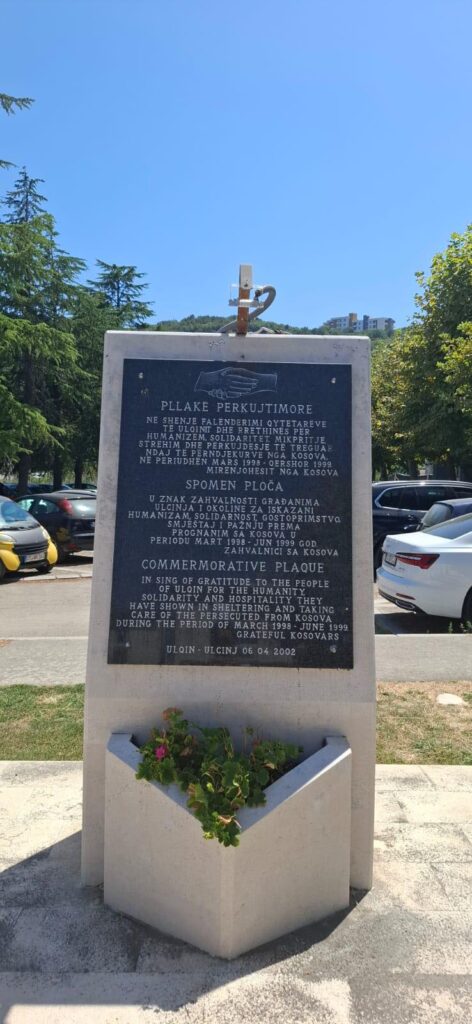 PLLAKË PERKUJTIMORE
NË SHENJË FALENDERIMI QYTETARËVE
TË ULQINIT DHE RRETHINËS PËR
HUMANIZËM, SOLIDARITET, MIKPRITJE,
STREHIM DHE PERKUJDESJE TË TREGUAR
NDAJ TË PËRNDJEKURVE NGA KOSOVA,
NË PERIUDHËN MARS 1998 - QERSHOR 1999.
MIRËNJOHËSIT NGA KOSOVA
SPOMEN PLOČA
U ZNAK ZAHVALNOSTI GRAĐANIMA
ULCINJA I OKOLINE ZA ISKAZANI
HUMANIZAM, SOLIDARNOST, GOSTOPRIMSTVO,
SMJEŠTAJ I PAŽNJU PREMA
PROGNANIM SA KOSOVA, U
PERIODU MART 1998 - JUN 1999 GOD.
ZAHVALNICI SA KOSOVA
COMMERMORATIVE PLAQUE
IN SING OF GRATITUDE TO THE PEOPLE
OF ULQIN FOR THE HUMANITY,
SOLIDARITY AND HOSPITALITY THEY
HAVE SHOWN IN SHELTERING AND TAKING
CARE OF THE PERSECUTED FROM KOSOVA
DURING THE PERIOD OF MARCH 1998 - JUNE 1999.
GRATEFUL KOSOVARS
ULQIN - ULCINJ 06 04 2002